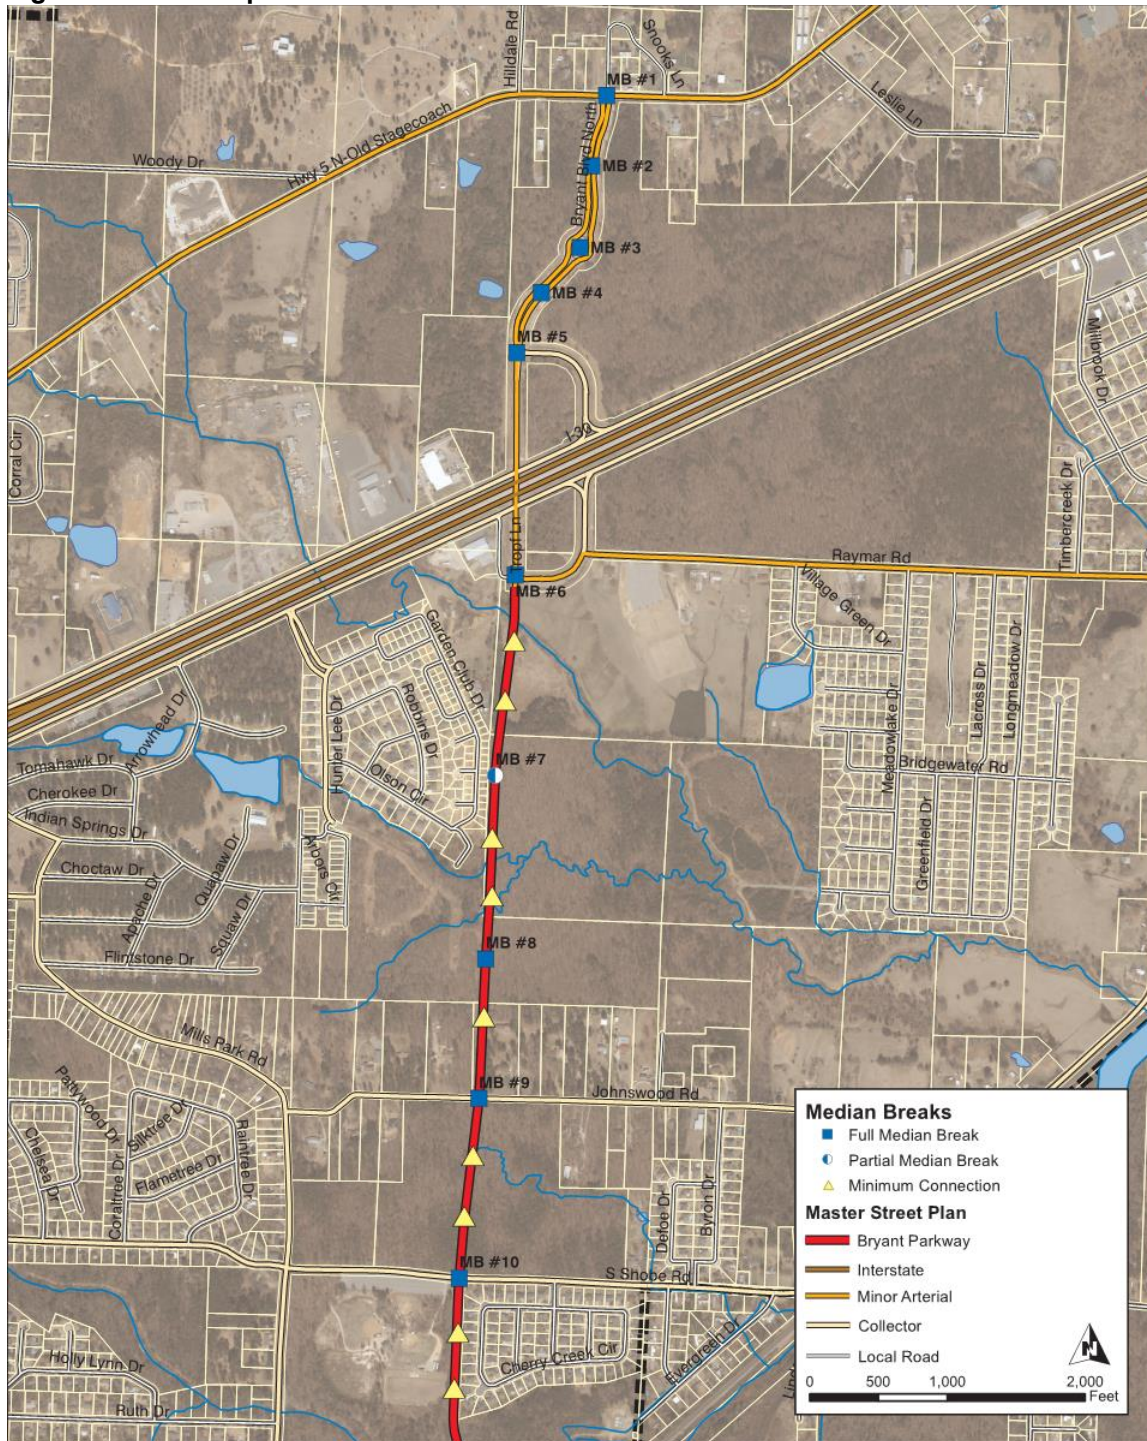 Snooks Ln
Hilldale Rd
MB #1
Leslie Ln
Hwy 5 N-Old Stagecoach
Bryant Blvd North
Woody Dr
MB #2
MB #3
MB #4
MB #5
Millbrook Dr
I-30
Corral Cir
Timbercreek Dr
Raymar Rd
MB #6
Village Green Dr
Garden Club Dr
Robbins Dr
Hunter Lee Dr
Olson Cir
Arrowhead Dr
MB #7
Tomahawk Dr
Cherokee Dr
Indian Springs Dr
Choctaw Dr
Apache Dr
Quapaw Dr
Squaw Dr
Flintstone Dr
Arbors Cir
Meadowlake Dr
Lacross Dr
Longmeadow Dr
Bridgewater Rd
Greenfield Dr
MB #8
Mills Park Rd
MB #9
Johnswood Rd
Pattywood Dr
Chelsea Dr
Silktree Dr
Flametree Dr
Coraltree Dr
Raintree Dr
Defoe Dr
Byron Dr
MB #10
S Shobe Rd
Cherry Creek Cir
Evergreen Dr
Holly Lynn Dr
Ruth Dr
Median Breaks
Full Median Break
Partial Median Break
Minimum Connection
Master Street Plan
Bryant Parkway
Interstate
Minor Arterial
Collector
Local Road
N
0 500 1,000 2,000
Feet